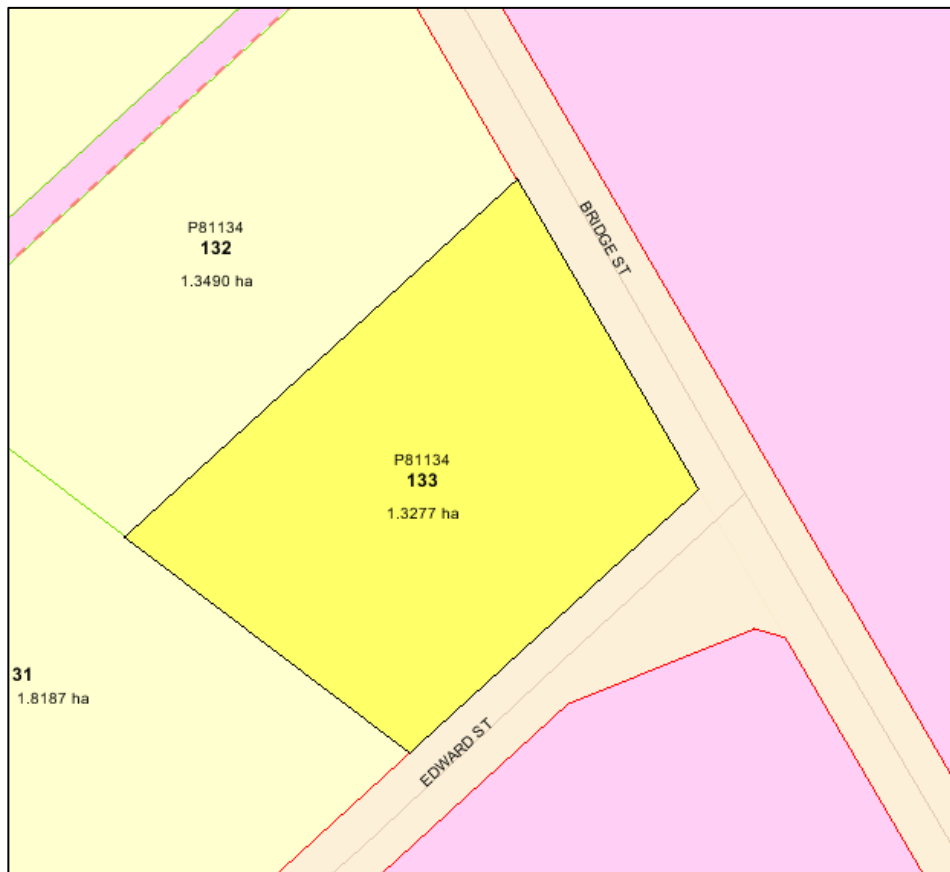 P81134
132
1.3490 ha
BRIDGE ST
P81134
133
1.3277 ha
31
1.8187 ha
EDWARD ST